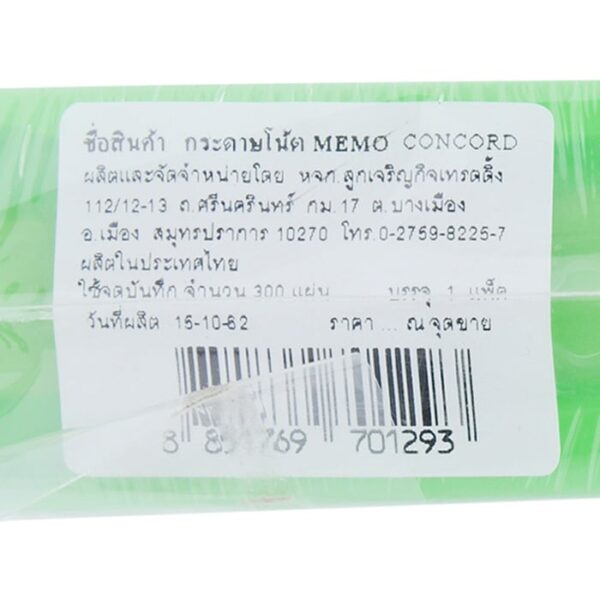 ชื่อสินค้า กระดาษโน้ต MEMO CONCORD
ผลิตและจัดจำหน่ายโดย หจก.ลูกเจริญกิจเทรดดิ้ง
112/12-13 ถ.ศรีนครินทร์ กม.17 ต.บางเมือง
อ.เมือง สมุทรปราการ 10270 โทร.0-2759-8225-7
ผลิตในประเทศไทย
ใช้จดบันทึก จำนวน 300 แผ่น บรรจุ 1 แพ็ค
วันที่ผลิต 15-10-62 ราคา ... ณ จุดขาย
8 851769 701293